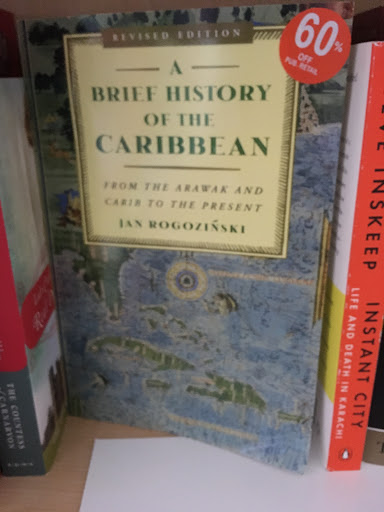 REVISED EDITION
A
BRIEF HISTORY
OF THE
CARIBBEAN
FROM THE ARAWAK AND
CARIB TO THE PRESENT
JAN ROGOZIŃSKI
60%
OFF
PUB. RETAIL
THE COUNTESS
of CARNARVON
INSKEEP INSTANT CITY
LIFE AND DEATH IN KARACHI